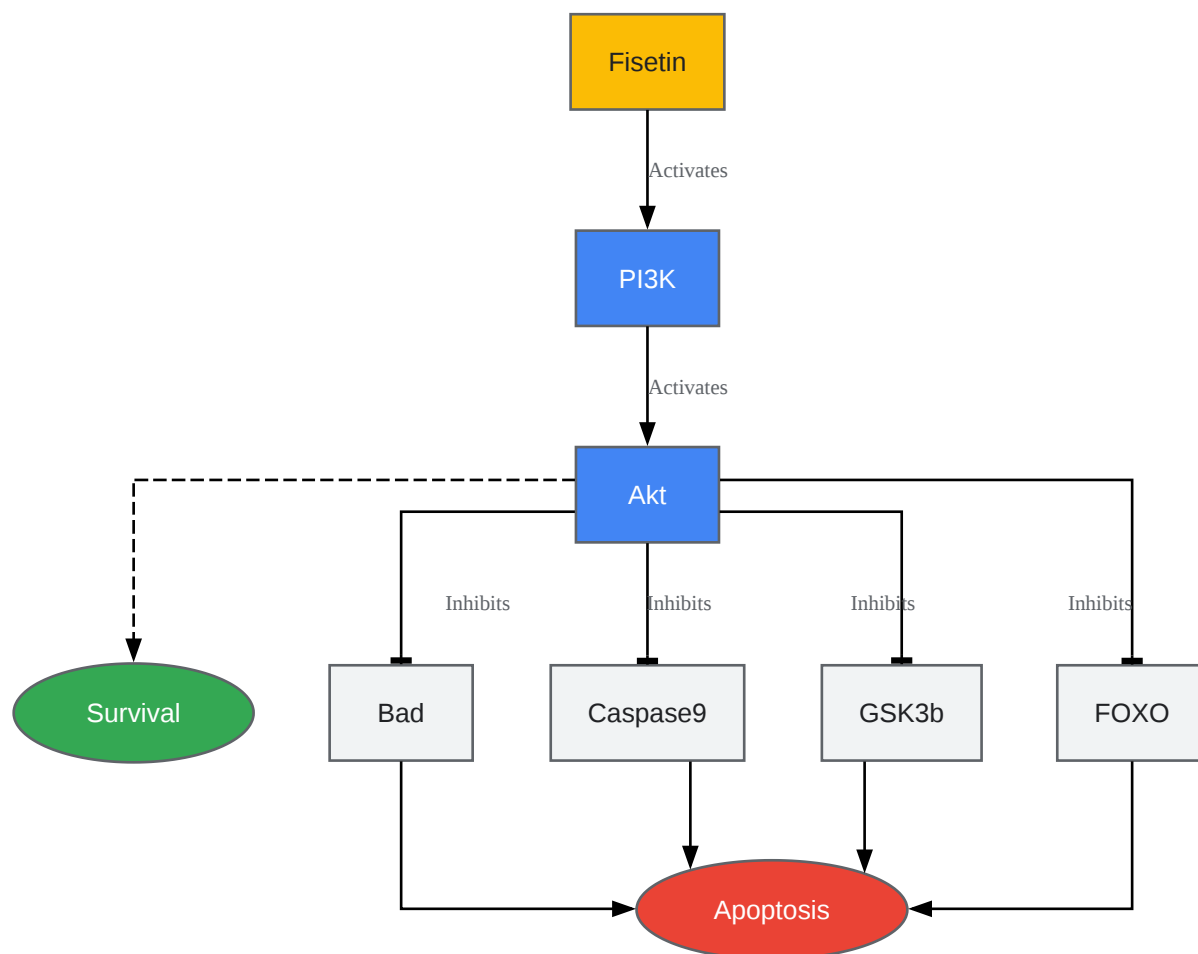 Fisetin
Activates
PI3K
Activates
Akt
Inhibits
Inhibits
Inhibits
Inhibits
Survival
Bad
Caspase9
GSK3b
FOXO
Apoptosis